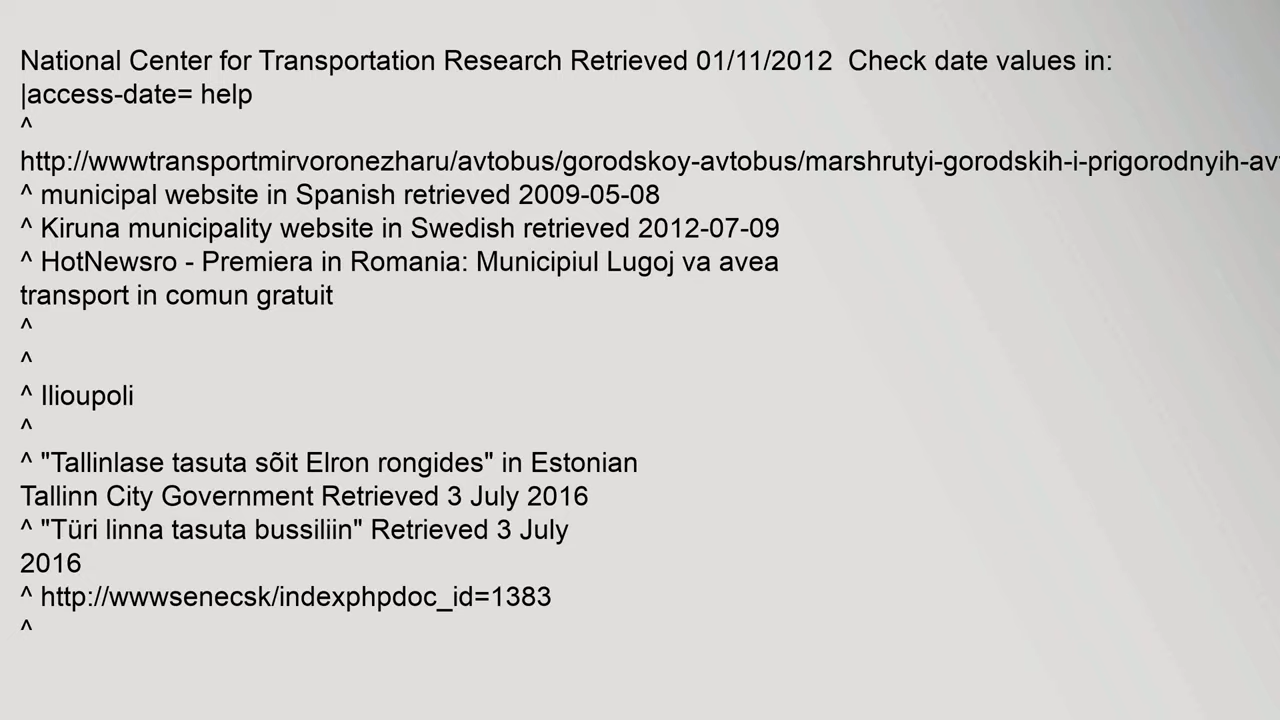 National Center for Transportation Research Retrieved 01/11/2012  Check date values in:
|access-date= help
^
http://wwwtransportmirvoronezharu/avtobus/gorodskoy-avtobus/marshrutyi-gorodskih-i-prigorodnyih-av
^ municipal website in Spanish retrieved 2009-05-08
^ Kiruna municipality website in Swedish retrieved 2012-07-09
^ HotNewsro - Premiera in Romania: Municipiul Lugoj va avea
transport in comun gratuit
^
^
^ Ilioupoli
^
^ "Tallinlase tasuta sõit Elron rongides" in Estonian
Tallinn City Government Retrieved 3 July 2016
^ "Türi linna tasuta bussiliin" Retrieved 3 July
2016
^ http://wwwsenecsk/indexphpdoc_id=1383
^